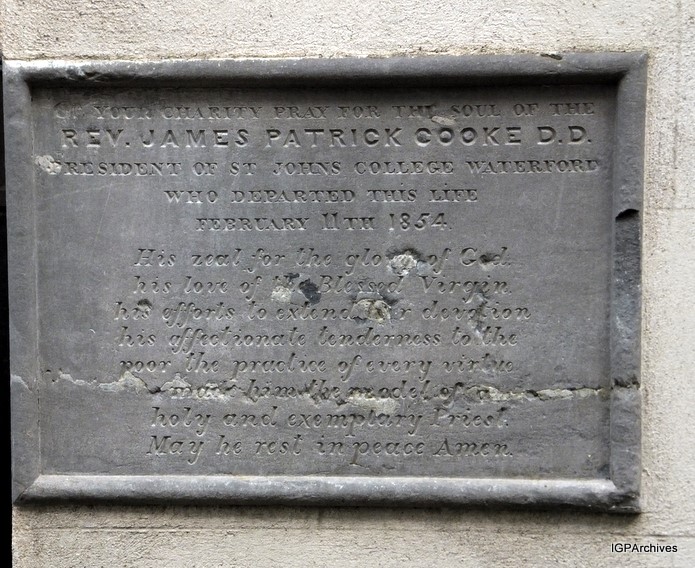 OF YOUR CHARITY PRAY FOR THE SOUL OF THE
REV. JAMES PATRICK COOKE D.D.
PRESIDENT OF ST JOHNS COLLEGE WATERFORD
WHO DEPARTED THIS LIFE
FEBRUARY 11TH 1854.
His zeal for the glory of God.
his love of the Blessed Virgin
his efforts to extend her devotion
his affectionate tenderness to the
poor the practice of every virtue
made him the model of a
holy and exemplary Priest.
May he rest in peace Amen.
IGPArchives